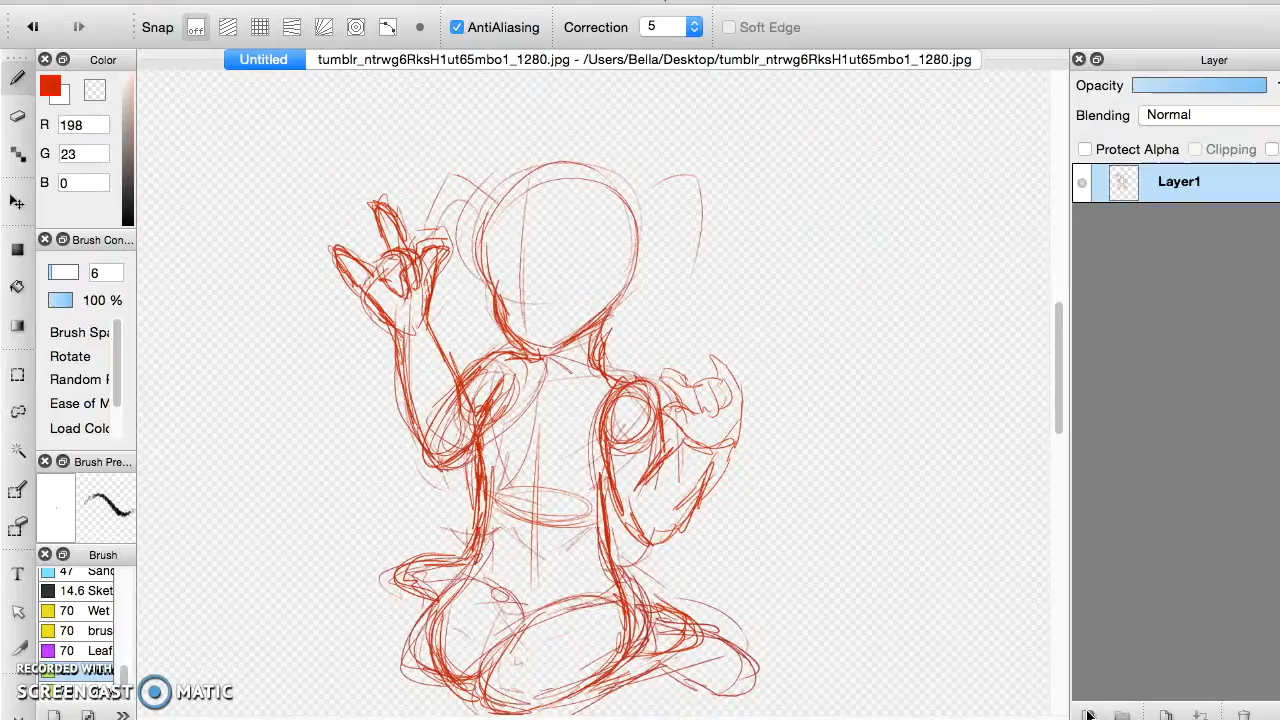 Snap
off
AntiAliasing
Correction
5
Soft Edge
Untitled
tumblr_ntrwg6RksH1ut65mbo1_1280.jpg - /Users/Bella/Desktop/tumblr_ntrwg6RksH1ut65mbo1_1280.jpg
Color
R 198
G 23
B 0
Brush Con...
6
100 %
Brush Spa
Rotate
Random
Ease of M
Load Colo
Brush Pre...
Brush
47 Sand
14.6 Sket
70 Wet
70 brus
70 Leaf
RECORDED WITH
SCREENCAST MATIC
Layer
Opacity
Blending Normal
Protect Alpha
Clipping
Layer1